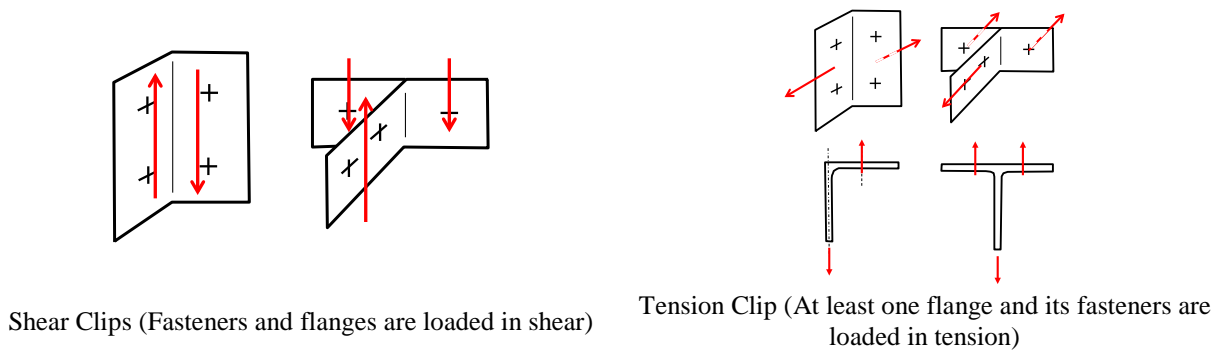 Shear Clips (Fasteners and flanges are loaded in shear)
Tension Clip (At least one flange and its fasteners are
loaded in tension)